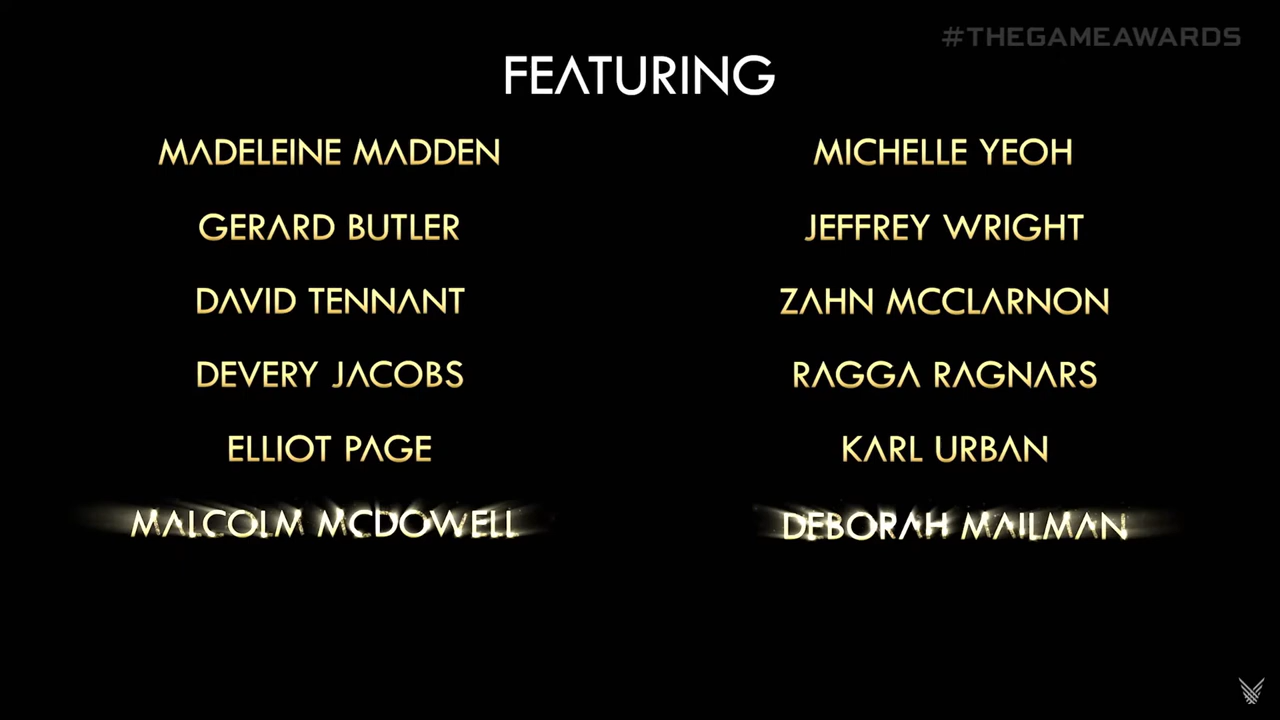 #THEGAMEAWARDS
FEATURING
MADELEINE MADDEN
MICHELLE YEOH
GERARD BUTLER
JEFFREY WRIGHT
DAVID TENNANT
ZAHN MCCLARNON
DEVERY JACOBS
RAGGA RAGNARS
ELLIOT PAGE
KARL URBAN
MALCOLM MCDOWELL
DEBORAH MAILMAN